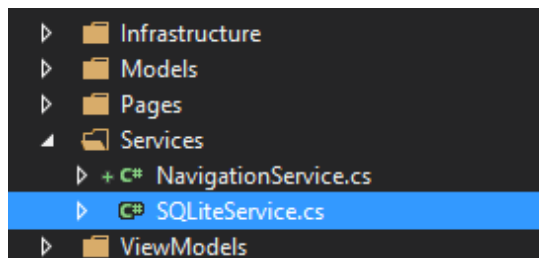 Infrastructure
Models
Pages
Services
+ C# NavigationService.cs
C# SQLiteService.cs
ViewModels